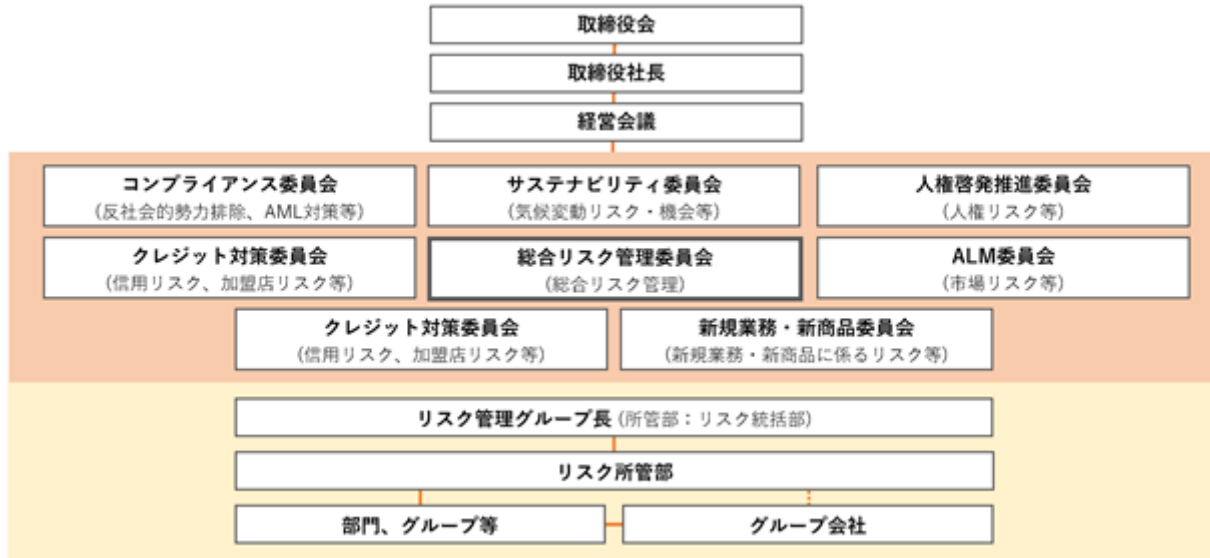 取締役会
取締役社長
経営会議
コンプライアンス委員会
(反社会的勢力排除、AML対策等)
サステナビリティ委員会
(気候変動リスク・機会等)
人権啓発推進委員会
(人権リスク等)
クレジット対策委員会
(信用リスク、加盟店リスク等)
総合リスク管理委員会
(総合リスク管理)
ALM委員会
(市場リスク等)
クレジット対策委員会
(信用リスク、加盟店リスク等)
新規業務・新商品委員会
(新規業務・新商品に係るリスク等)
リスク管理グループ長 (所管部：リスク統括部)
リスク所管部
部門、グループ等
グループ会社